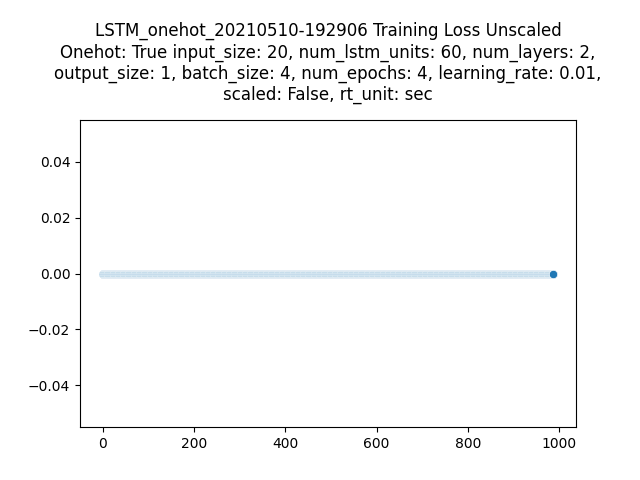 LSTM_onehot_20210510-192906 Training Loss Unscaled
Onehot: True input_size: 20, num_lstm_units: 60, num_layers: 2,
output_size: 1, batch_size: 4, num_epochs: 4, learning_rate: 0.01,
scaled: False, rt_unit: sec
0.04
0.02
0.00
−0.02
−0.04
0 200 400 600 800 1000